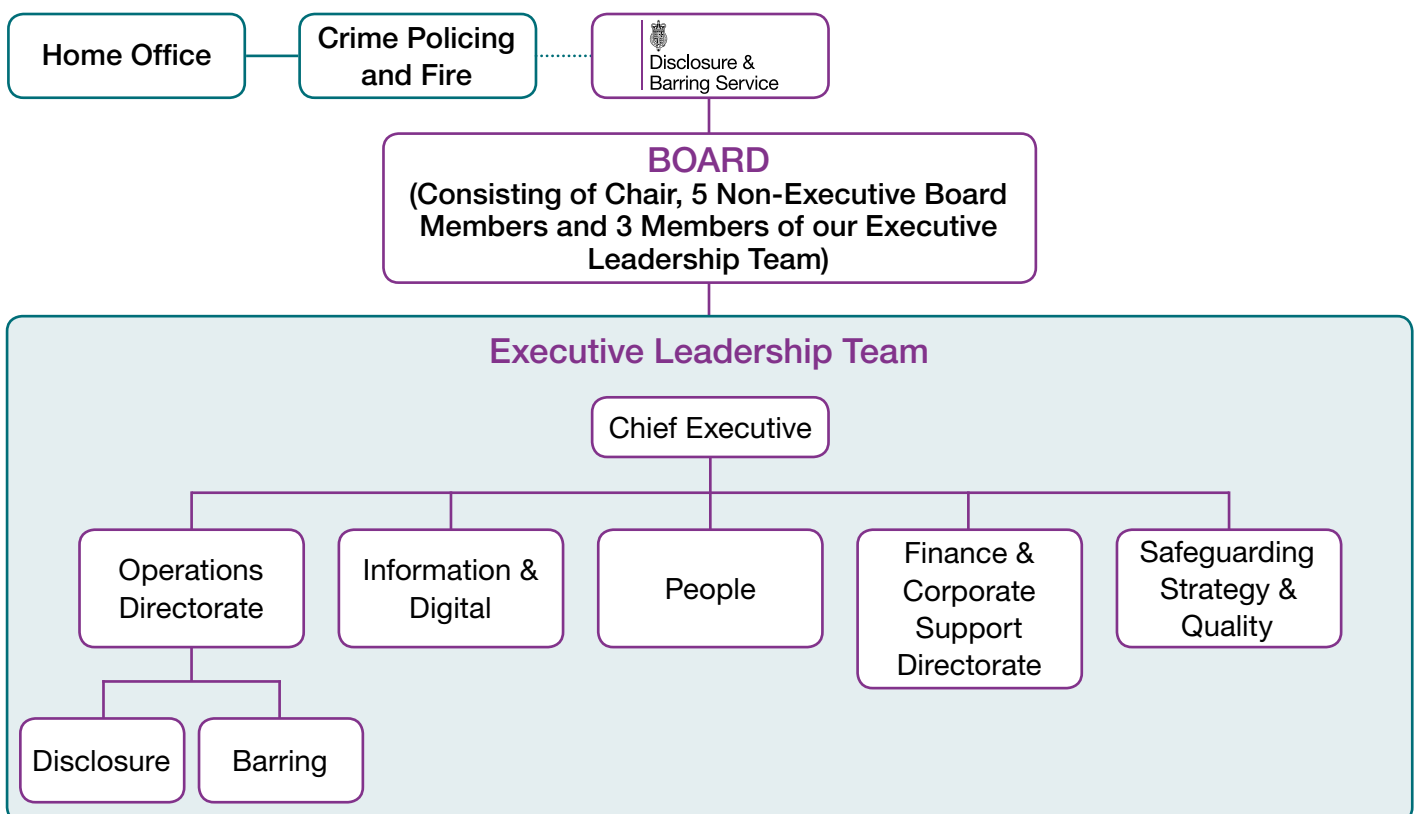 Home Office
Crime Policing
and Fire
Disclosure &
Barring Service
BOARD
(Consisting of Chair, 5 Non-Executive Board
Members and 3 Members of our Executive
Leadership Team)
Executive Leadership Team
Chief Executive
Operations
Directorate
Information &
Digital
People
Finance &
Corporate
Support
Directorate
Safeguarding
Strategy &
Quality
Disclosure
Barring